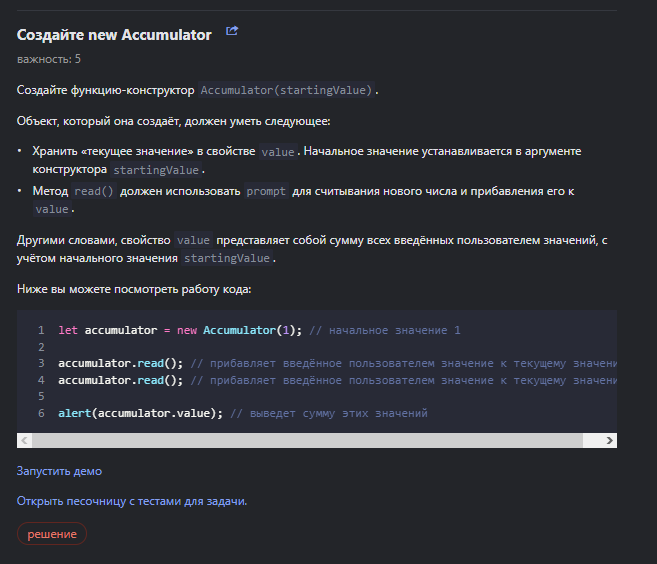 Создайте new Accumulator
важность: 5
Создайте функцию-конструктор Accumulator(startingValue).
Объект, который она создаёт, должен уметь следующее:
• Хранить «текущее значение» в свойстве value. Начальное значение устанавливается в аргументе
конструктора startingValue.
• Метод read() должен использовать prompt для считывания нового числа и прибавления его к
value.
Другими словами, свойство value представляет собой сумму всех введённых пользователем значений, с
учётом начального значения startingValue.
Ниже вы можете посмотреть работу кода:
1 let accumulator = new Accumulator(1); // начальное значение 1
2
3 accumulator.read(); // прибавляет введённое пользователем значение к текущему значени
4 accumulator.read(); // прибавляет введённое пользователем значение к текущему значени
5
6 alert(accumulator.value); // выведет сумму этих значений
Запустить демо
Открыть песочницу с тестами для задачи.
решение